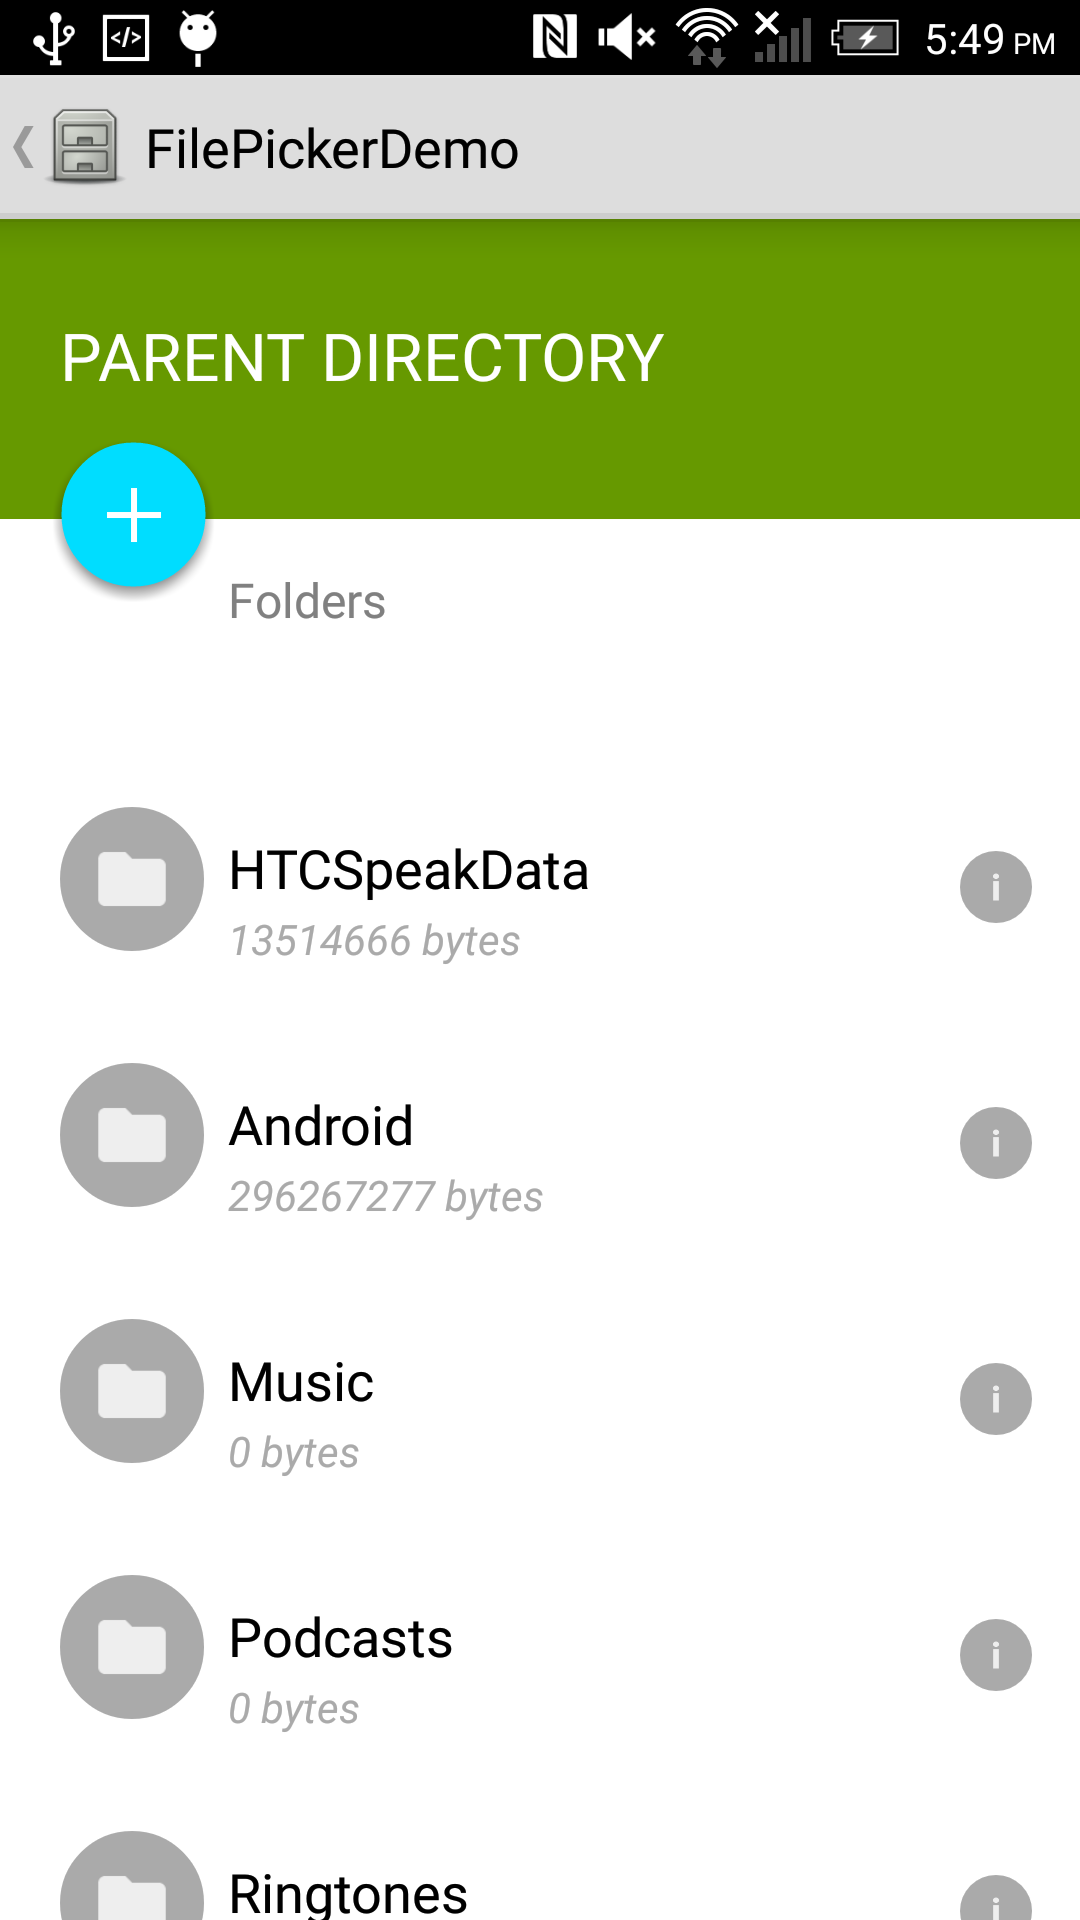 5:49 PM
FilePickerDemo
PARENT DIRECTORY
Folders
HTCSpeakData
13514666 bytes
Android
296267277 bytes
Music
0 bytes
Podcasts
0 bytes
Ringtones